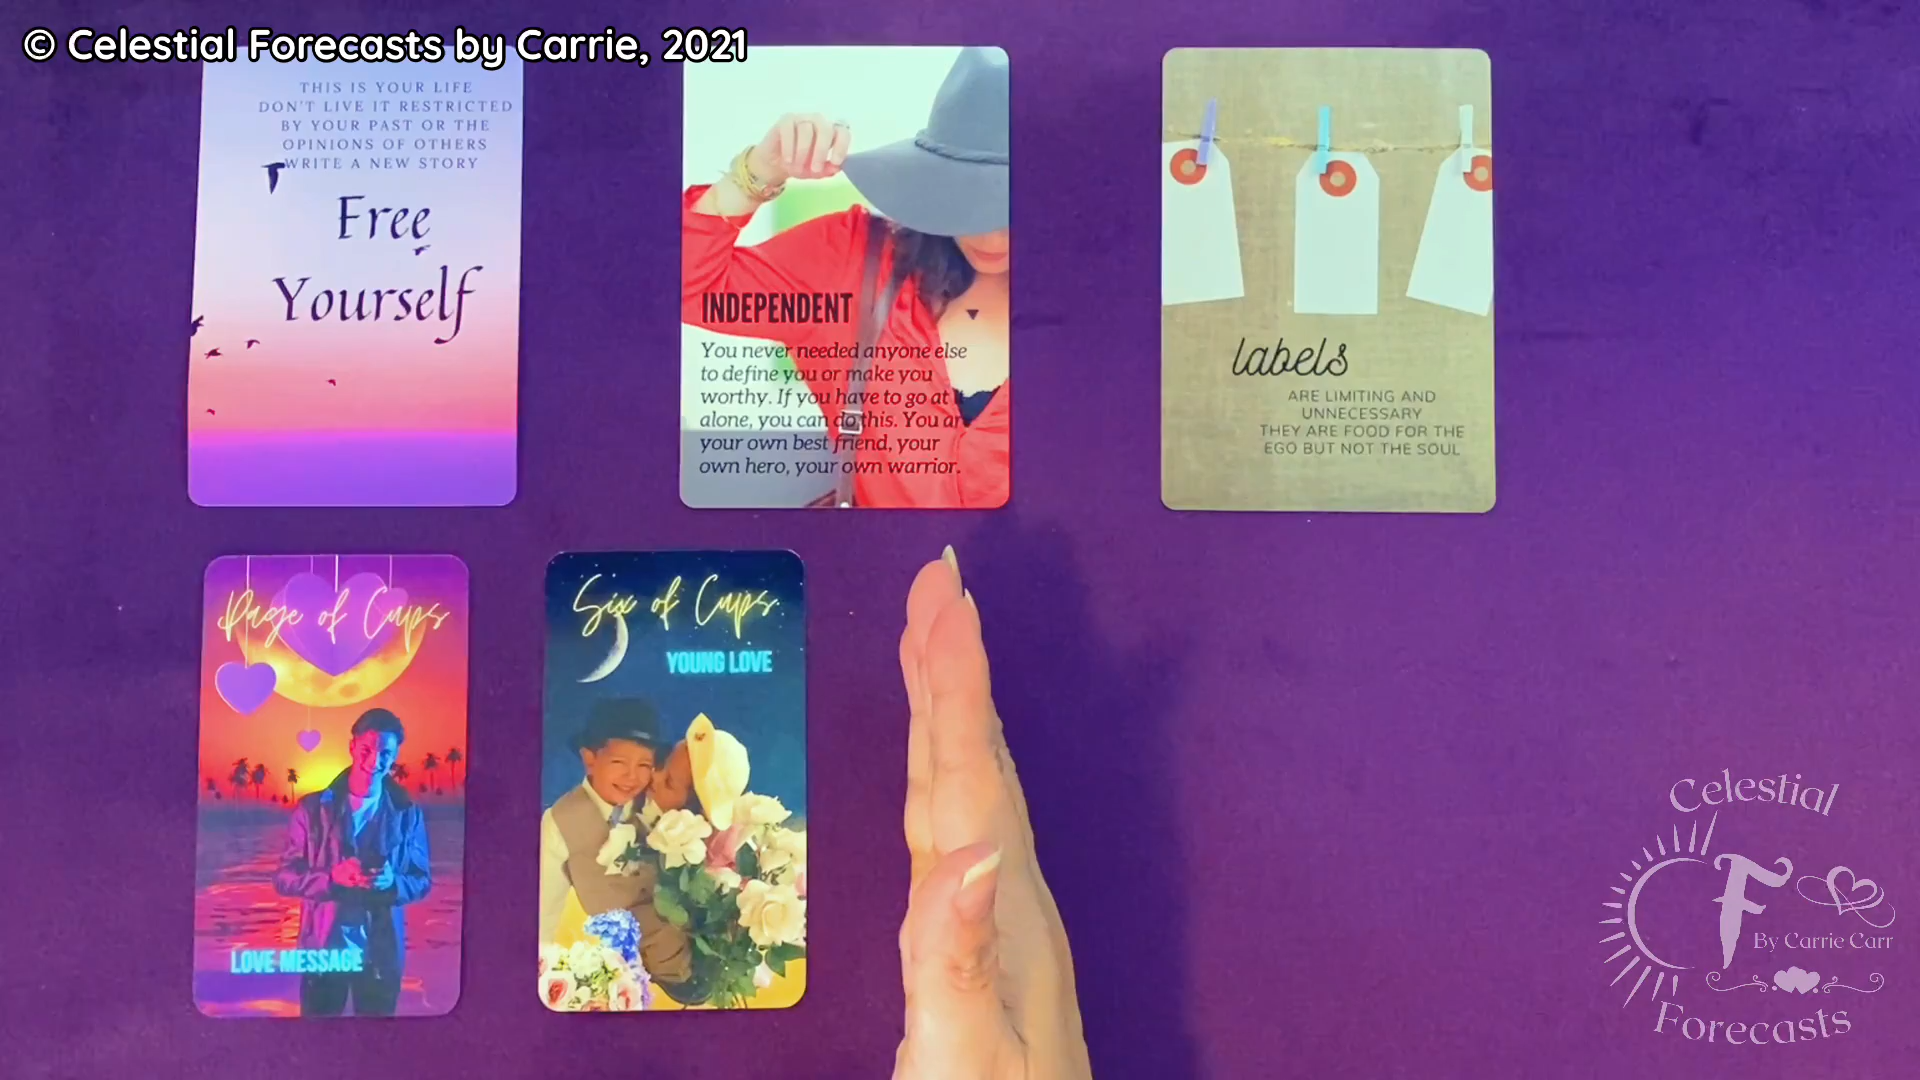 © Celestial Forecasts by Carrie, 2021
THIS IS YOUR LIFE
DON'T LIVE IT RESTRICTED
BY YOUR PAST OR THE
OPINIONS OF OTHERS
WRITE A NEW STORY
Free
Yourself
INDEPENDENT
You never needed anyone else
to define you or make you
worthy. If you have to go at it
alone, you can do this. You are
your own best friend, your
own hero, your own warrior.
labels
ARE LIMITING AND
UNNECESSARY
THEY ARE FOOD FOR THE
EGO BUT NOT THE SOUL
Page of Cups
LOVE MESSAGE
Six of Cups
YOUNG LOVE
Celestial
F
By Carrie Carr
Forecasts